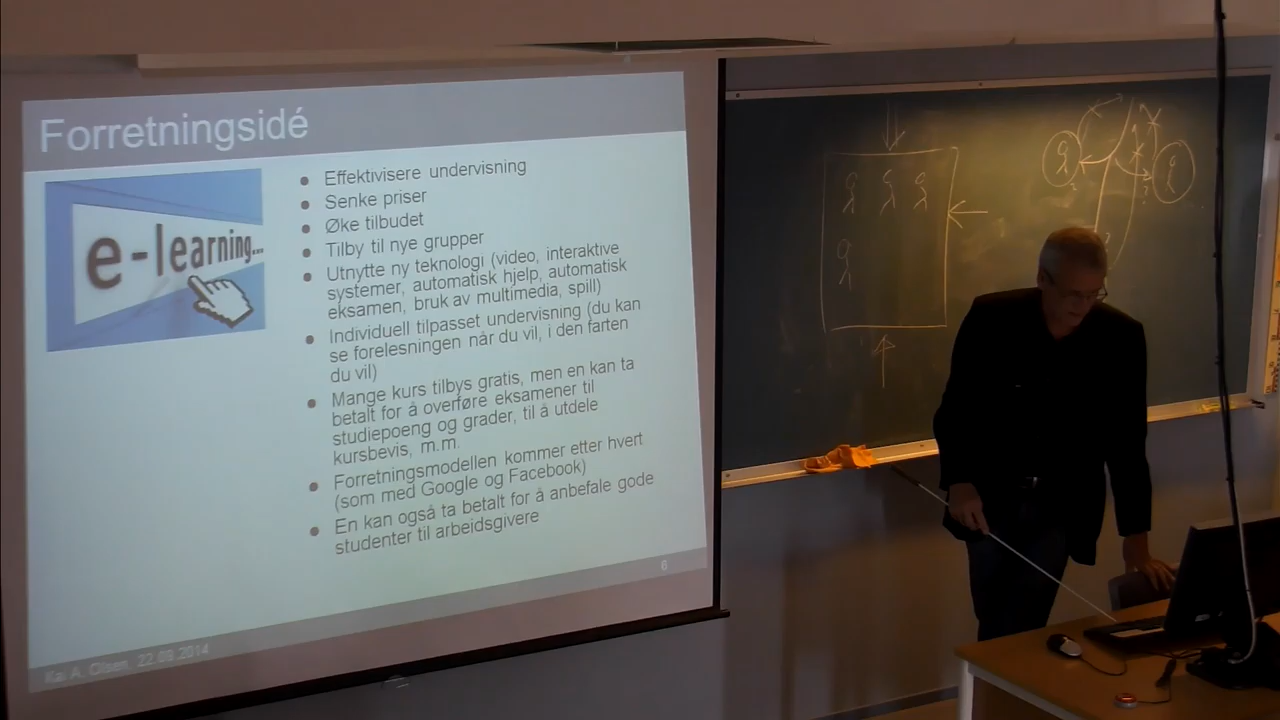 Forretningsidé
e-learning...
Effektivisere undervisning
Senke priser
Øke tilbudet
Tilby til nye grupper
Utnytte ny teknologi (video, interaktive
systemer, automatisk hjelp, automatisk
eksamen, bruk av multimedia, spill)
Individuell tilpasset undervisning (du kan
se forelesningen når du vil, i den farten
du vil)
Mange kurs tilbys gratis, men en kan ta
betalt for å overføre eksamener til
studiepoeng og grader, til å utdele
kursbevis, m.m.
Forretningsmodellen kommer etter hvert
(som med Google og Facebook)
En kan også ta betalt for å anbefale gode
studenter til arbeidsgivere
6
Kai A. Olsen, 22.09.2014